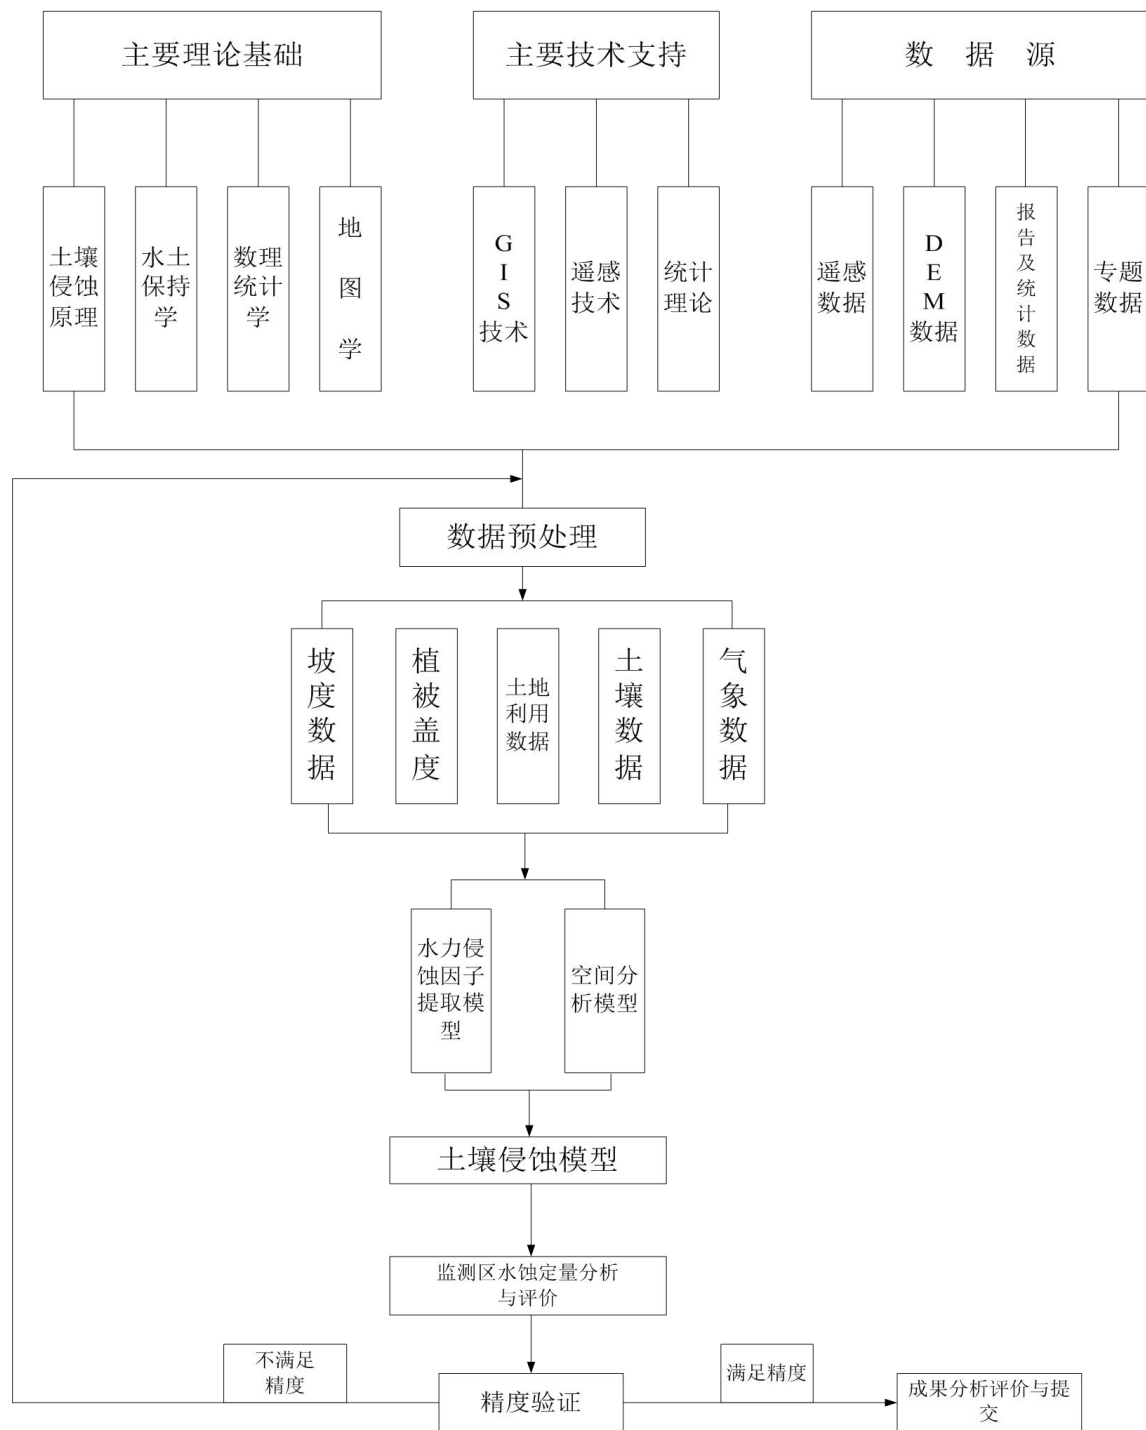 主要理论基础
主要技术支持
数 据 源
土壤
侵蚀
原理
水土
保持
学
数理
统计
学
地
图
学
G
I
S
技术
遥感
技术
统计
理论
遥感
数据
D
E
M
数据
报
告
及
统
计
数
据
专题
数据
数据预处理
坡
度
数
据
植
被
盖
度
土地
利用
数据
土
壤
数
据
气
象
数
据
水力侵
蚀因子
提取模
型
空间分
析模型
土壤侵蚀模型
监测区水蚀定量分析
与评价
不满足
精度
精度验证
满足精度
成果分析评价与提
交